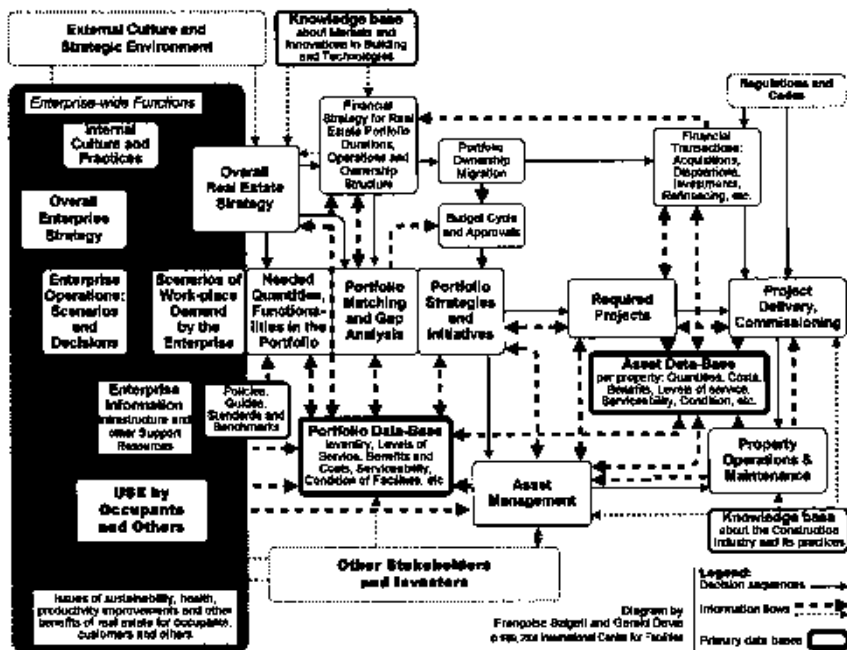 External Culture and
Strategic Environment
Knowledge base
about Markets and
Innovations in Building
and Technologies
Regulations and
Codes
Enterprise-wide Functions
Internal
Culture and
Practices
Overall
Enterprise
Strategy
Overall
Real Estate
Strategy
Financial
Strategy for Real
Estate Portfolio
Durations,
Operations and
Ownership
Structure
Portfolio
Ownership
Migration
Budget Cycle
and Approvals
Financial
Transactions:
Acquisitions,
Dispositions,
Investments,
Refinancing, etc.
Enterprise
Operations:
Scenarios
and
Decisions
Scenarios of
Work-place
Demand
by the
Enterprise
Needed
Quantities,
Functiona-
lities in the
Portfolio
Portfolio
Matching
and Gap
Analysis
Portfolio
Strategies
and
Initiatives
Required
Projects
Project
Delivery,
Commissioning
Asset Data-Base
per property: Quantities, Costs,
Benefits, Levels of service,
Serviceability, Condition, etc.
Enterprise
Information
Infrastructure and
other Support
Resources
Policies,
Guides,
Standards and
Benchmarks
Portfolio Data-Base
Inventory, Levels of
Service, Benefits and
Costs, Serviceability,
Condition of Facilities, etc
Asset
Management
Property
Operations &
Maintenance
USE by
Occupants
and Others
Knowledge base
about the Construction
Industry and its practices
Other Stakeholders
and Investors
Issues of sustainability, health,
productivity improvements and other
benefits of real estate for occupants,
customers and others
Diagram by
and Gerald Davis
International Centre for Facilities
Legend:
Decision sequences
Information flows
Primary data bases